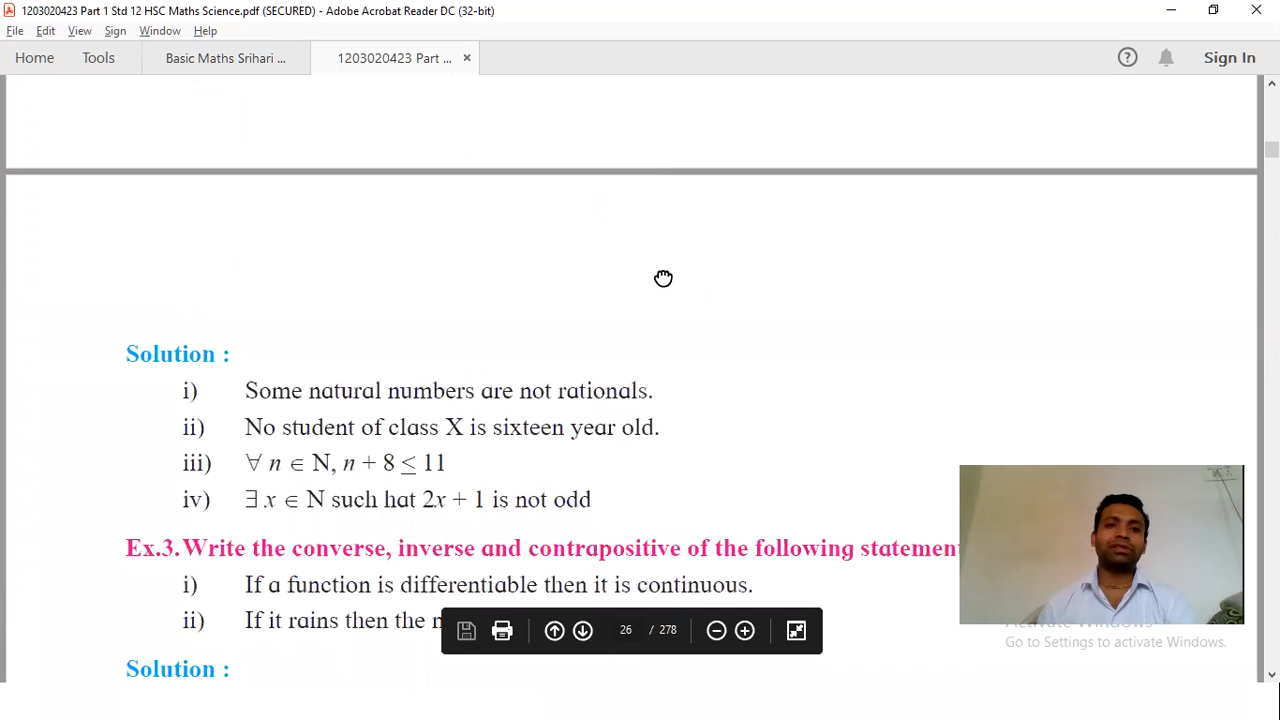 1203020423 Part 1 Std 12 HSC Maths Science.pdf (SECURED) - Adobe Acrobat Reader DC (32-bit)
File Edit View Sign Window Help
Home Tools Basic Maths Srihari ... 1203020423 Part ... × Sign In
Solution :
i) Some natural numbers are not rationals.
ii) No student of class X is sixteen year old.
iii) ∀ n ∈ N, n + 8 ≤ 11
iv) ∃ x ∈ N such hat 2x + 1 is not odd
Ex.3. Write the converse, inverse and contrapositive of the following statement
i) If a function is differentiable then it is continuous.
ii) If it rains then the
26 / 278
Activate Windows
Go to Settings to activate Windows.
Solution :